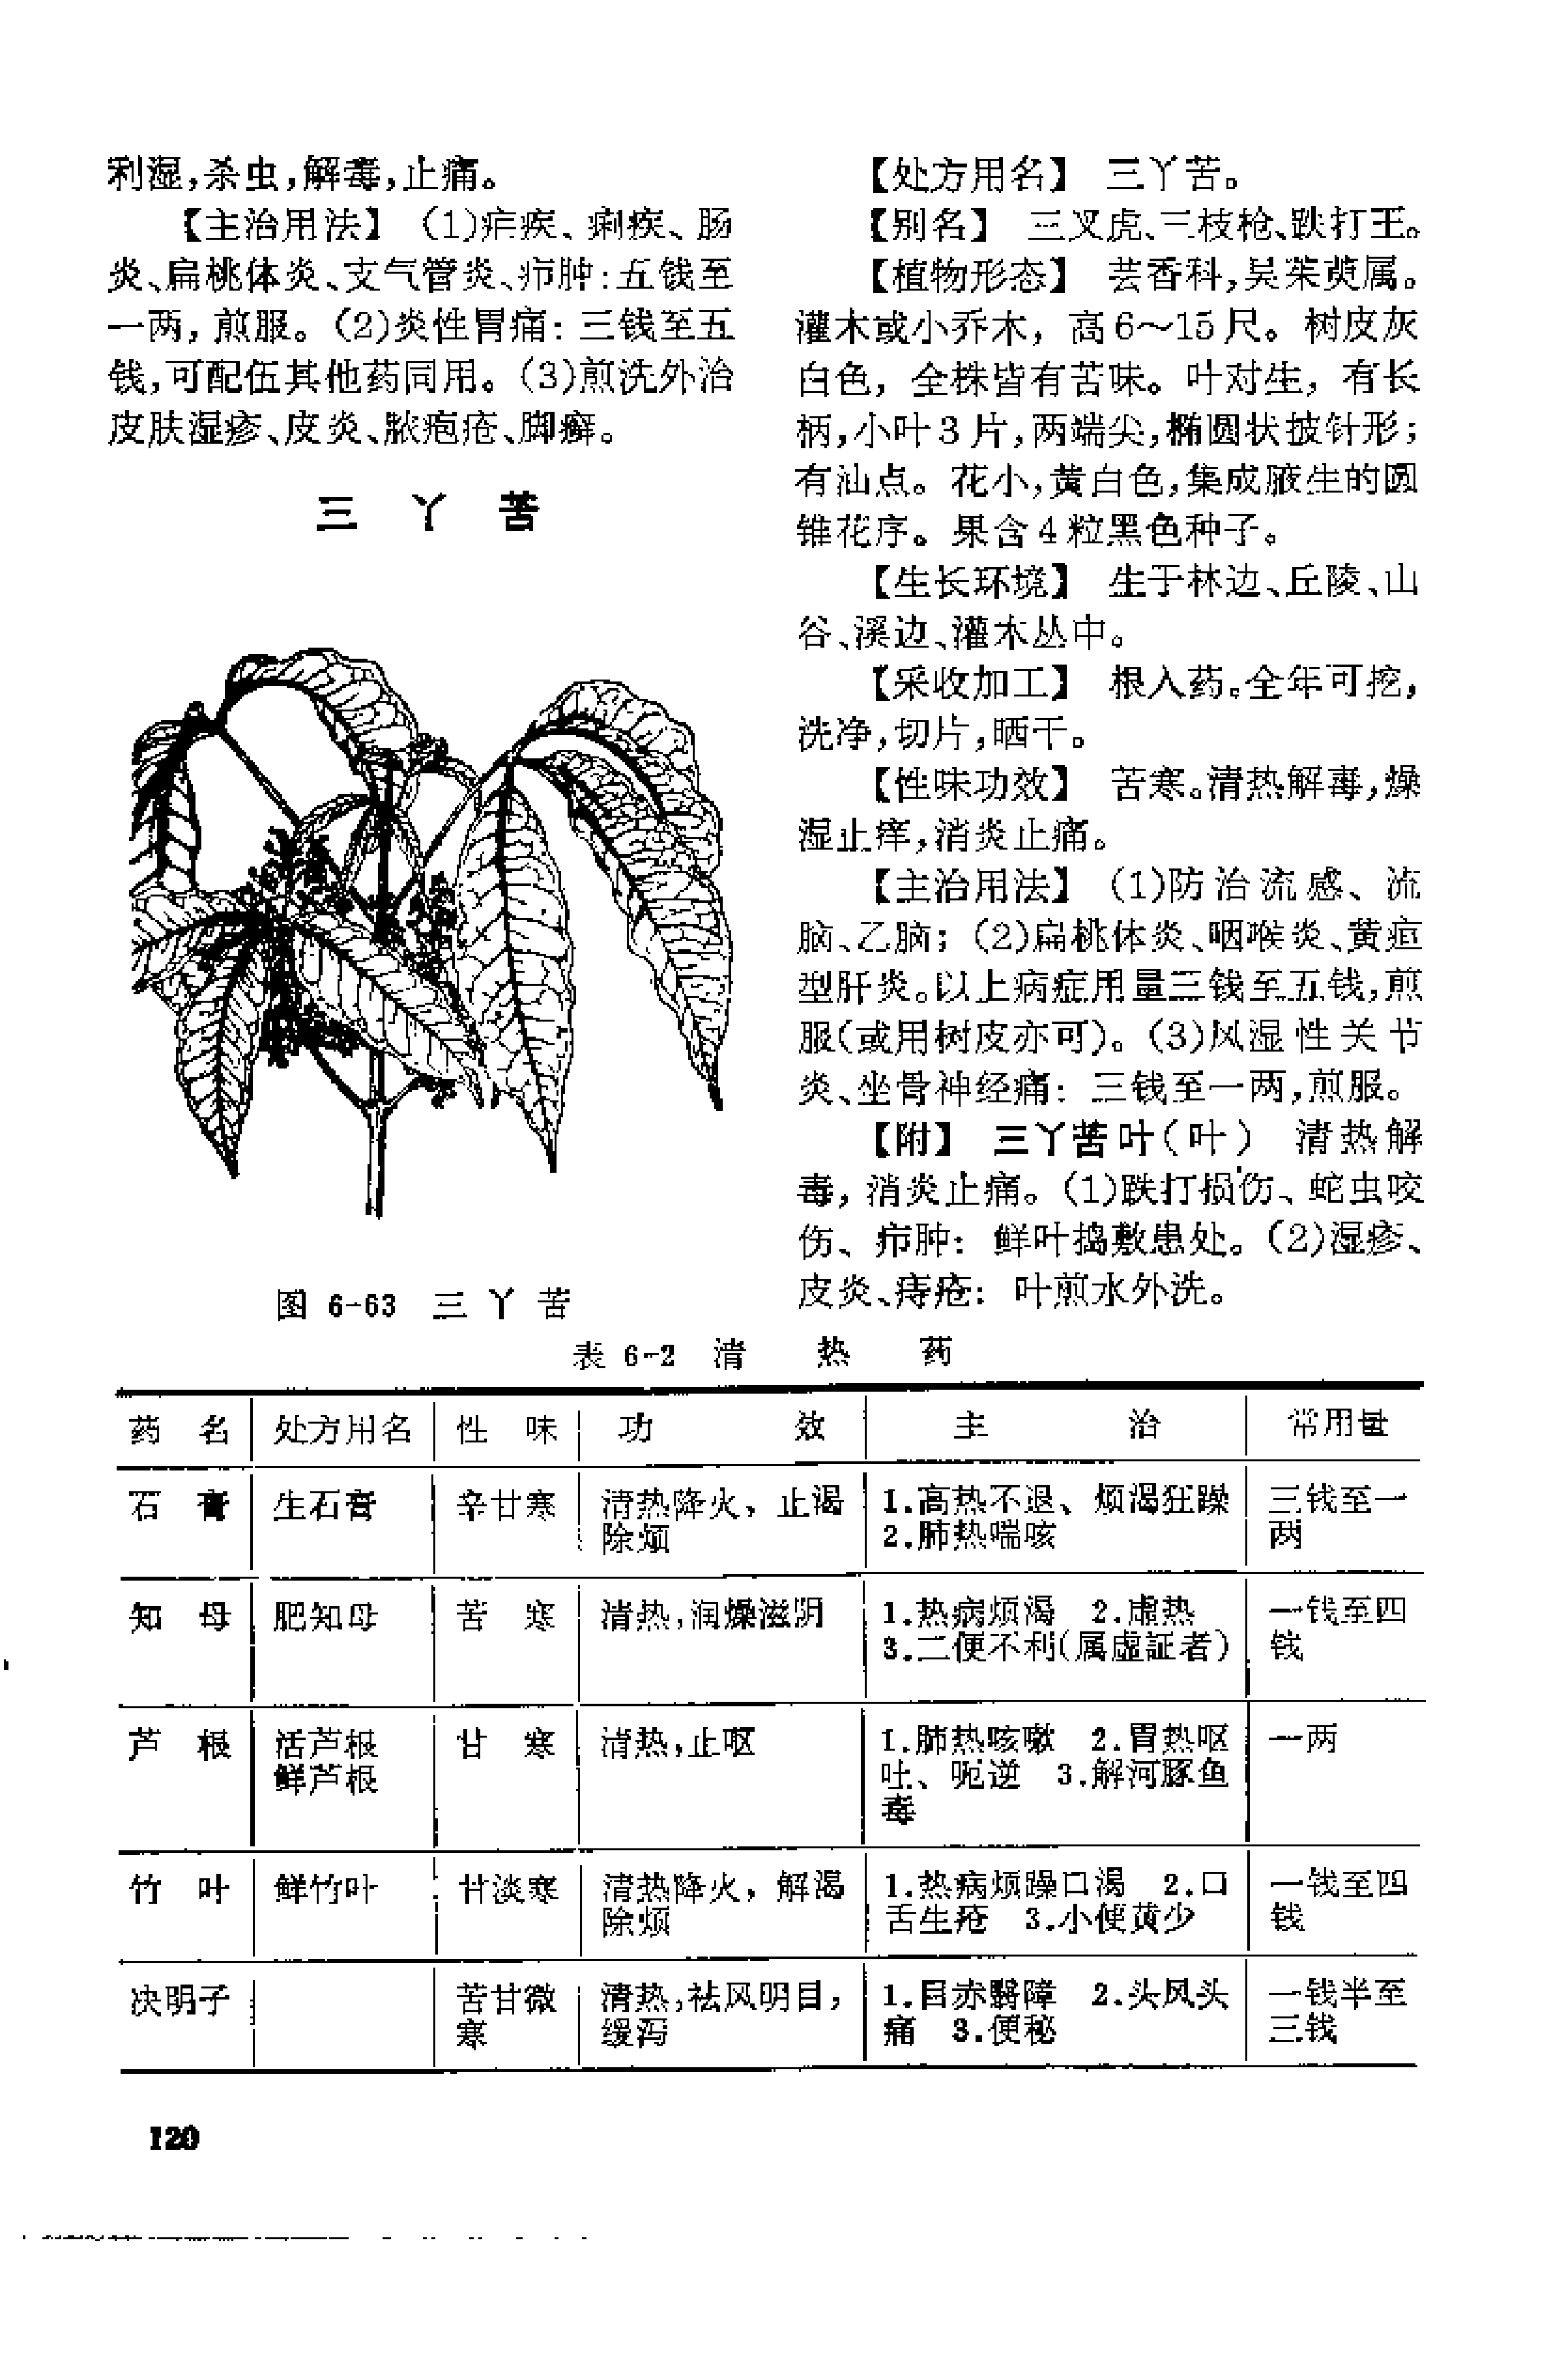 利湿,杀虫,解毒,止痛。
【主治用法】 (1)疟疾、痢疾、肠
炎、扁桃体炎、支气管炎、疖肿:五钱至
一两, 煎服。(2)炎性胃痛: 三钱至五
钱,可配伍其他药同用。(3)煎洗外治
皮肤湿疹、皮炎、脓疱疮、脚癣。
三 丫 苦
图 6-63 三 丫 苦
【处方用名】 三丫苦。
【别名】 三叉虎、三枝枪、跌打王。
【植物形态】 芸香科,吴茱萸属。
灌木或小乔木, 高6～15尺。树皮灰
白色, 全株皆有苦味。叶对生, 有长
柄,小叶3片,两端尖,椭圆状披针形;
有油点。花小,黄白色,集成腋生的圆
锥花序。果含4粒黑色种子。
【生长环境】 生于林边、丘陵、山
谷、溪边、灌木丛中。
【采收加工】 根入药。全年可挖,
洗净,切片,晒干。
【性味功效】 苦寒。清热解毒,燥
湿止痒,消炎止痛。
【主治用法】 (1)防治流感、流
脑、乙脑; (2)扁桃体炎、咽喉炎、黄疸
型肝炎。以上病症用量三钱至五钱,煎
服(或用树皮亦可)。(3)风湿性关节
炎、坐骨神经痛: 三钱至一两,煎服。
【附】 三丫苦叶(叶) 清热解
毒, 消炎止痛。(1)跌打损伤、蛇虫咬
伤、疖肿: 鲜叶捣敷患处。(2)湿疹、
皮炎、痔疮: 叶煎水外洗。
表 6-2 清 热 药
药 名 处方用名 性 味 功 效 主 治 常用量
石 膏 生石膏 辛甘寒 清热降火, 止渴 1.高热不退、烦渴狂躁 三钱至一
除烦 2.肺热喘咳 两
知 母 肥知母 苦 寒 清热,润燥滋阴 1.热病烦渴 2.虚热 一钱至四
3.二便不利(属虚証者) 钱
芦 根 活芦根 甘 寒 清热,止呕 1.肺热咳嗽 2.胃热呕 一两
鲜芦根 吐、呃逆 3.解河豚鱼
毒
竹 叶 鲜竹叶 甘淡寒 清热降火, 解渴 1.热病烦躁口渴 2.口 一钱至四
除烦 舌生疮 3.小便黄少 钱
决明子 苦甘微 清热,祛风明目, 1.目赤翳障 2.头风头 一钱半至
寒 缓泻 痛 3.便秘 三钱
120